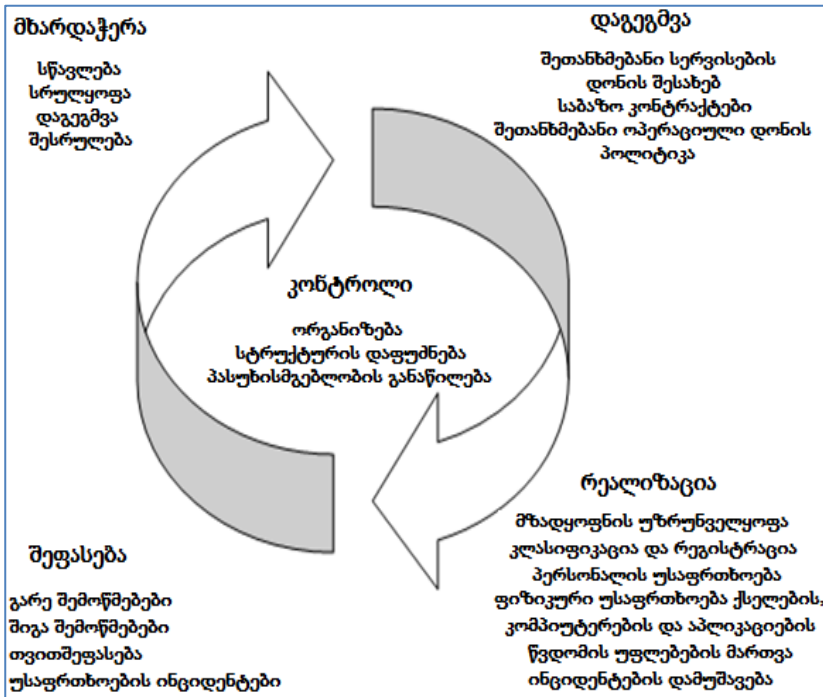 მხარდაჭერა
სწავლება
სრულყოფა
დაგეგმვა
შესრულება
დაგეგმვა
შეთანხმებანი სერვისების
დონის შესახებ
საბაზო კონტრაქტები
შეთანხმებანი ოპერაციული დონის
პოლიტიკა
კონტროლი
ორგანიზება
სტრუქტურის დაფუძნება
პასუხისმგებლობის განაწილება
რეალიზაცია
მზადყოფნის უზრუნველყოფა
კლასიფიკაცია და რეგისტრაცია
პერსონალის უსაფრთხოება
ფიზიკური უსაფრთხოება ქსელების,
კომპიუტერების და აპლიკაციების
წვდომის უფლებების მართვა
ინციდენტების დამუშავება
შეფასება
გარე შემოწმებები
შიგა შემოწმებები
თვითშეფასება
უსაფრთხოების ინციდენტები